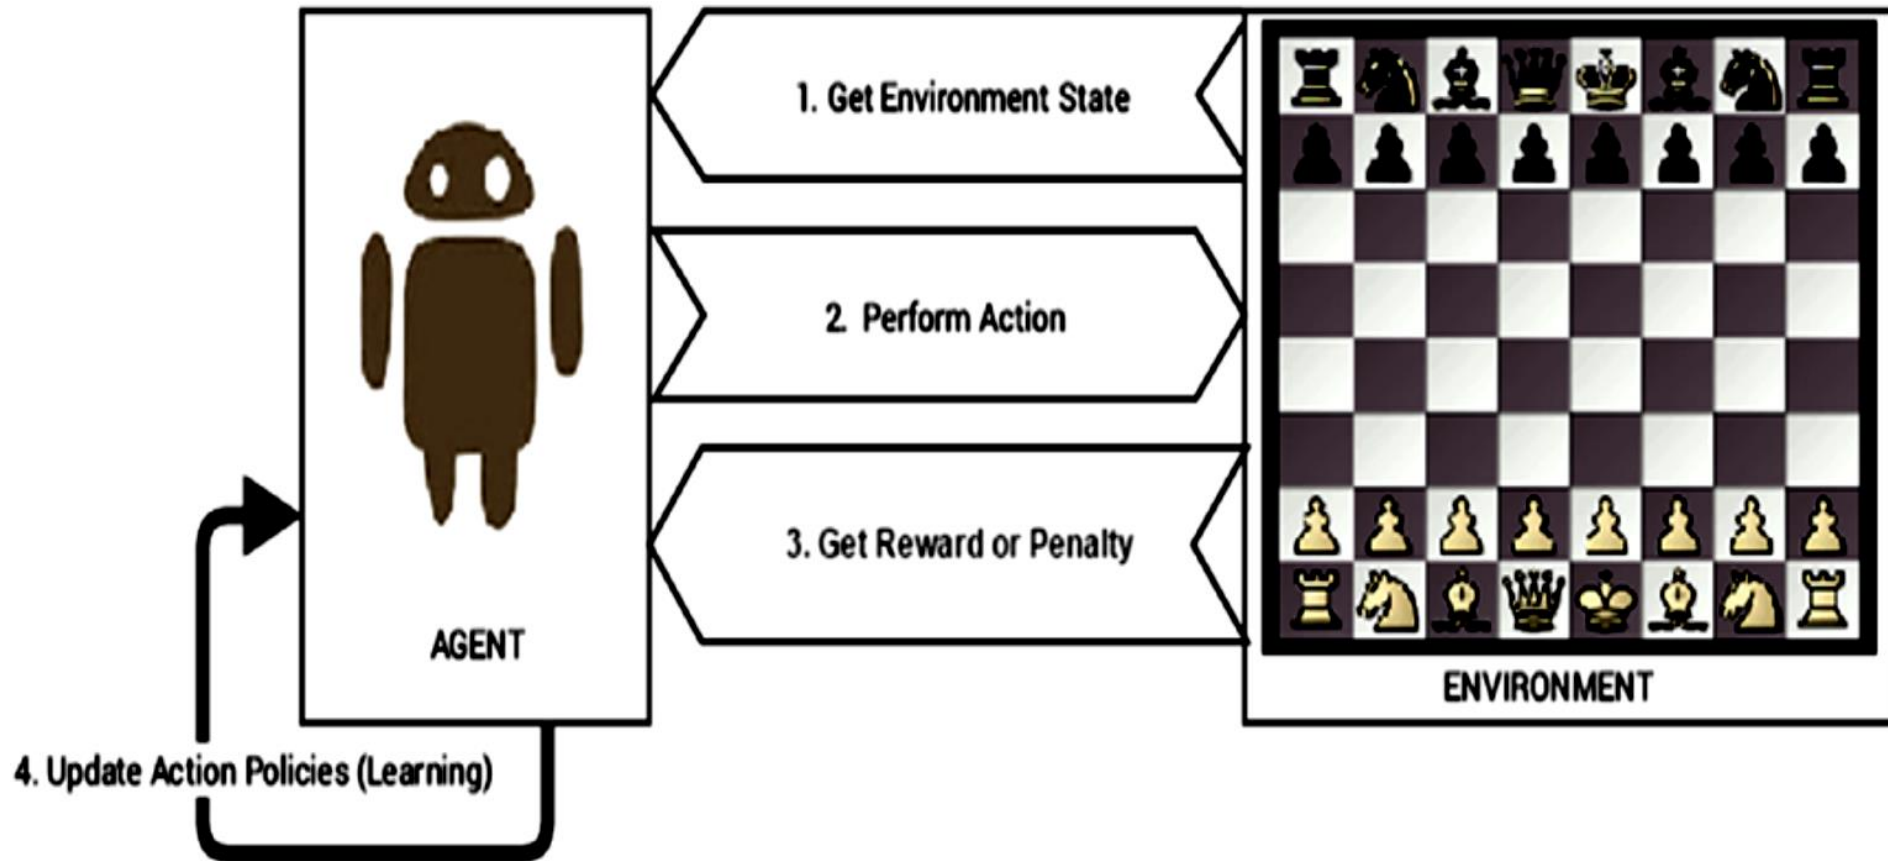 1. Get Environment State
2. Perform Action
3. Get Reward or Penalty
AGENT
ENVIRONMENT
4. Update Action Policies (Learning)